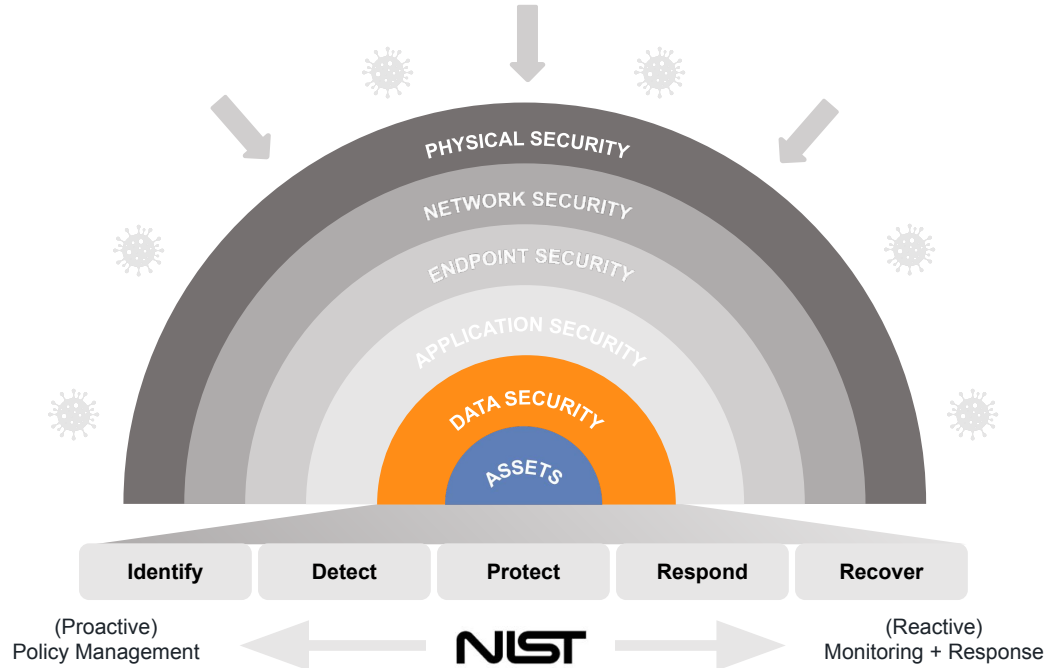 PHYSICAL SECURITY
NETWORK SECURITY
ENDPOINT SECURITY
APPLICATION SECURITY
DATA SECURITY
ASSETS
Identify
Detect
Protect
Respond
Recover
(Proactive)
Policy Management
NIST
(Reactive)
Monitoring + Response